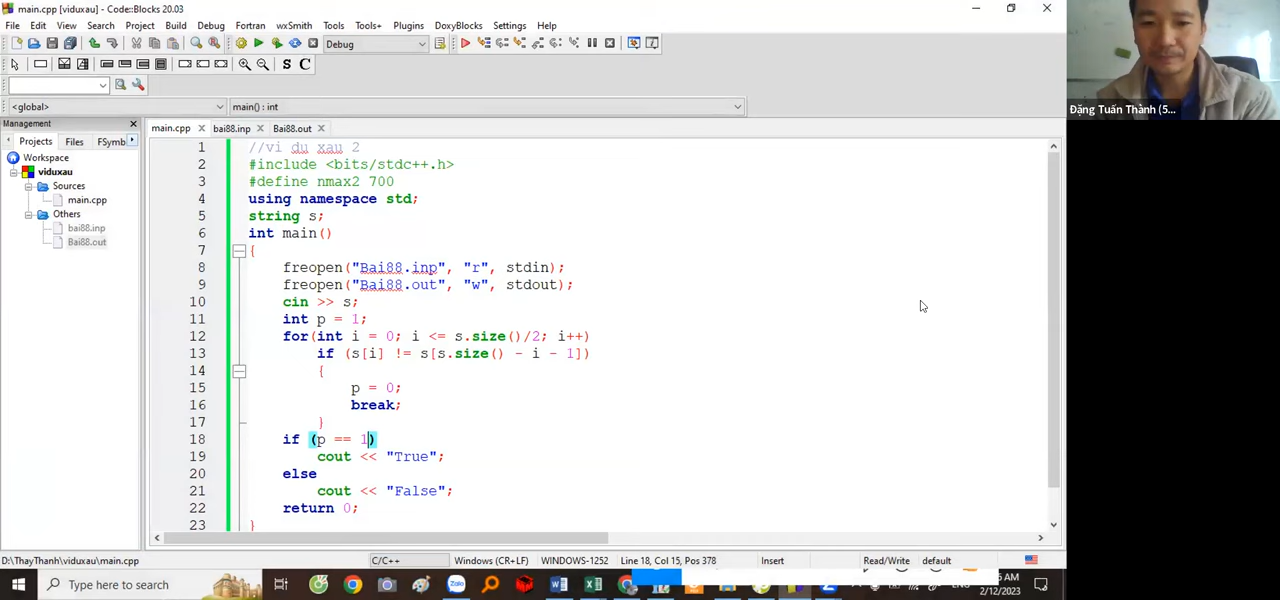 main.cpp [viduxau] - Code::Blocks 20.03
File Edit View Search Project Build Debug Fortran wxSmith Tools Tools+ Plugins DoxyBlocks Settings Help
Debug
S C
<global> main() : int
Management
main.cpp bai88.inp Bai88.out
Projects Files FSymb
Workspace
viduxau
Sources
main.cpp
Others
bai88.inp
Bai88.out
1 //vi du xau 2
2 #include <bits/stdc++.h>
3 #define nmax2 700
4 using namespace std;
5 string s;
6 int main()
7 {
8 freopen("Bai88.inp", "r", stdin);
9 freopen("Bai88.out", "w", stdout);
10 cin >> s;
11 int p = 1;
12 for(int i = 0; i <= s.size()/2; i++)
13 if (s[i] != s[s.size() - i - 1])
14 {
15 p = 0;
16 break;
17 }
18 if (p == 1)
19 cout << "True";
20 else
21 cout << "False";
22 return 0;
23 }
D:\ThayThanh\viduxau\main.cpp C/C++ Windows (CR+LF) WINDOWS-1252 Line 18, Col 15, Pos 378 Insert Read/Write default
Type here to search
Zalo
AM
2/12/2023
Đặng Tuấn Thành (5...